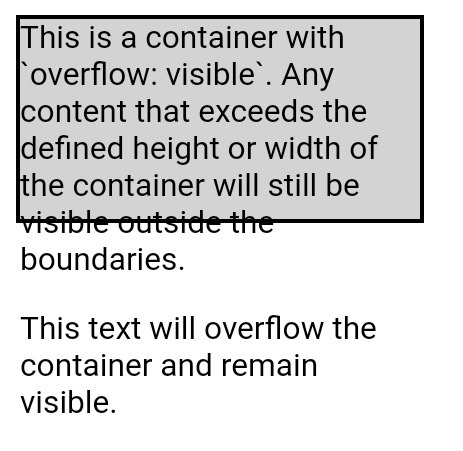 This is a container with
`overflow: visible`. Any
content that exceeds the
defined height or width of
the container will still be
visible outside the
boundaries.
This text will overflow the
container and remain
visible.